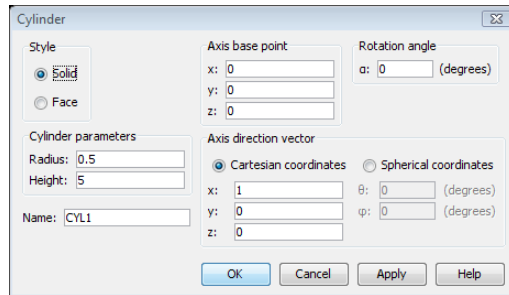 Cylinder
Style
Solid
Face
Cylinder parameters
Radius: 0.5
Height: 5
Name: CYL1
Axis base point
x: 0
y: 0
z: 0
Rotation angle
α: 0 (degrees)
Axis direction vector
Cartesian coordinates Spherical coordinates
x: 1 θ: 0 (degrees)
y: 0 φ: 0 (degrees)
z: 0
OK Cancel Apply Help